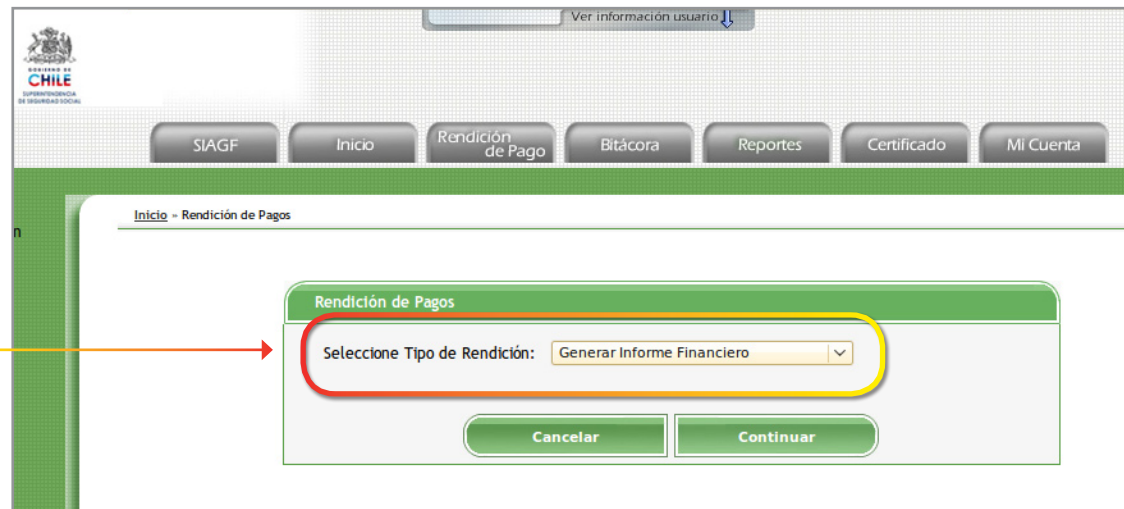 Ver información usuario
GOBIERNO DE
CHILE
SUPERINTENDENCIA
DE SEGURIDAD SOCIAL
SIAGF
Inicio
Rendición
de Pago
Bitácora
Reportes
Certificado
Mi Cuenta
Inicio - Rendición de Pagos
n
Rendición de Pagos
Seleccione Tipo de Rendición: Generar Informe Financiero
Cancelar
Continuar